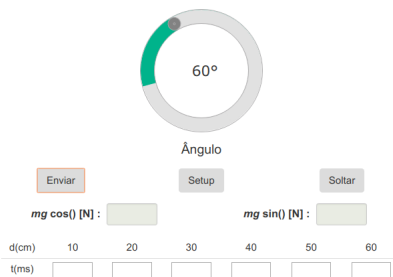 60°
Ângulo
Enviar Setup Soltar
mg cos() [N] : mg sin() [N] :
d(cm) 10 20 30 40 50 60
t(ms)